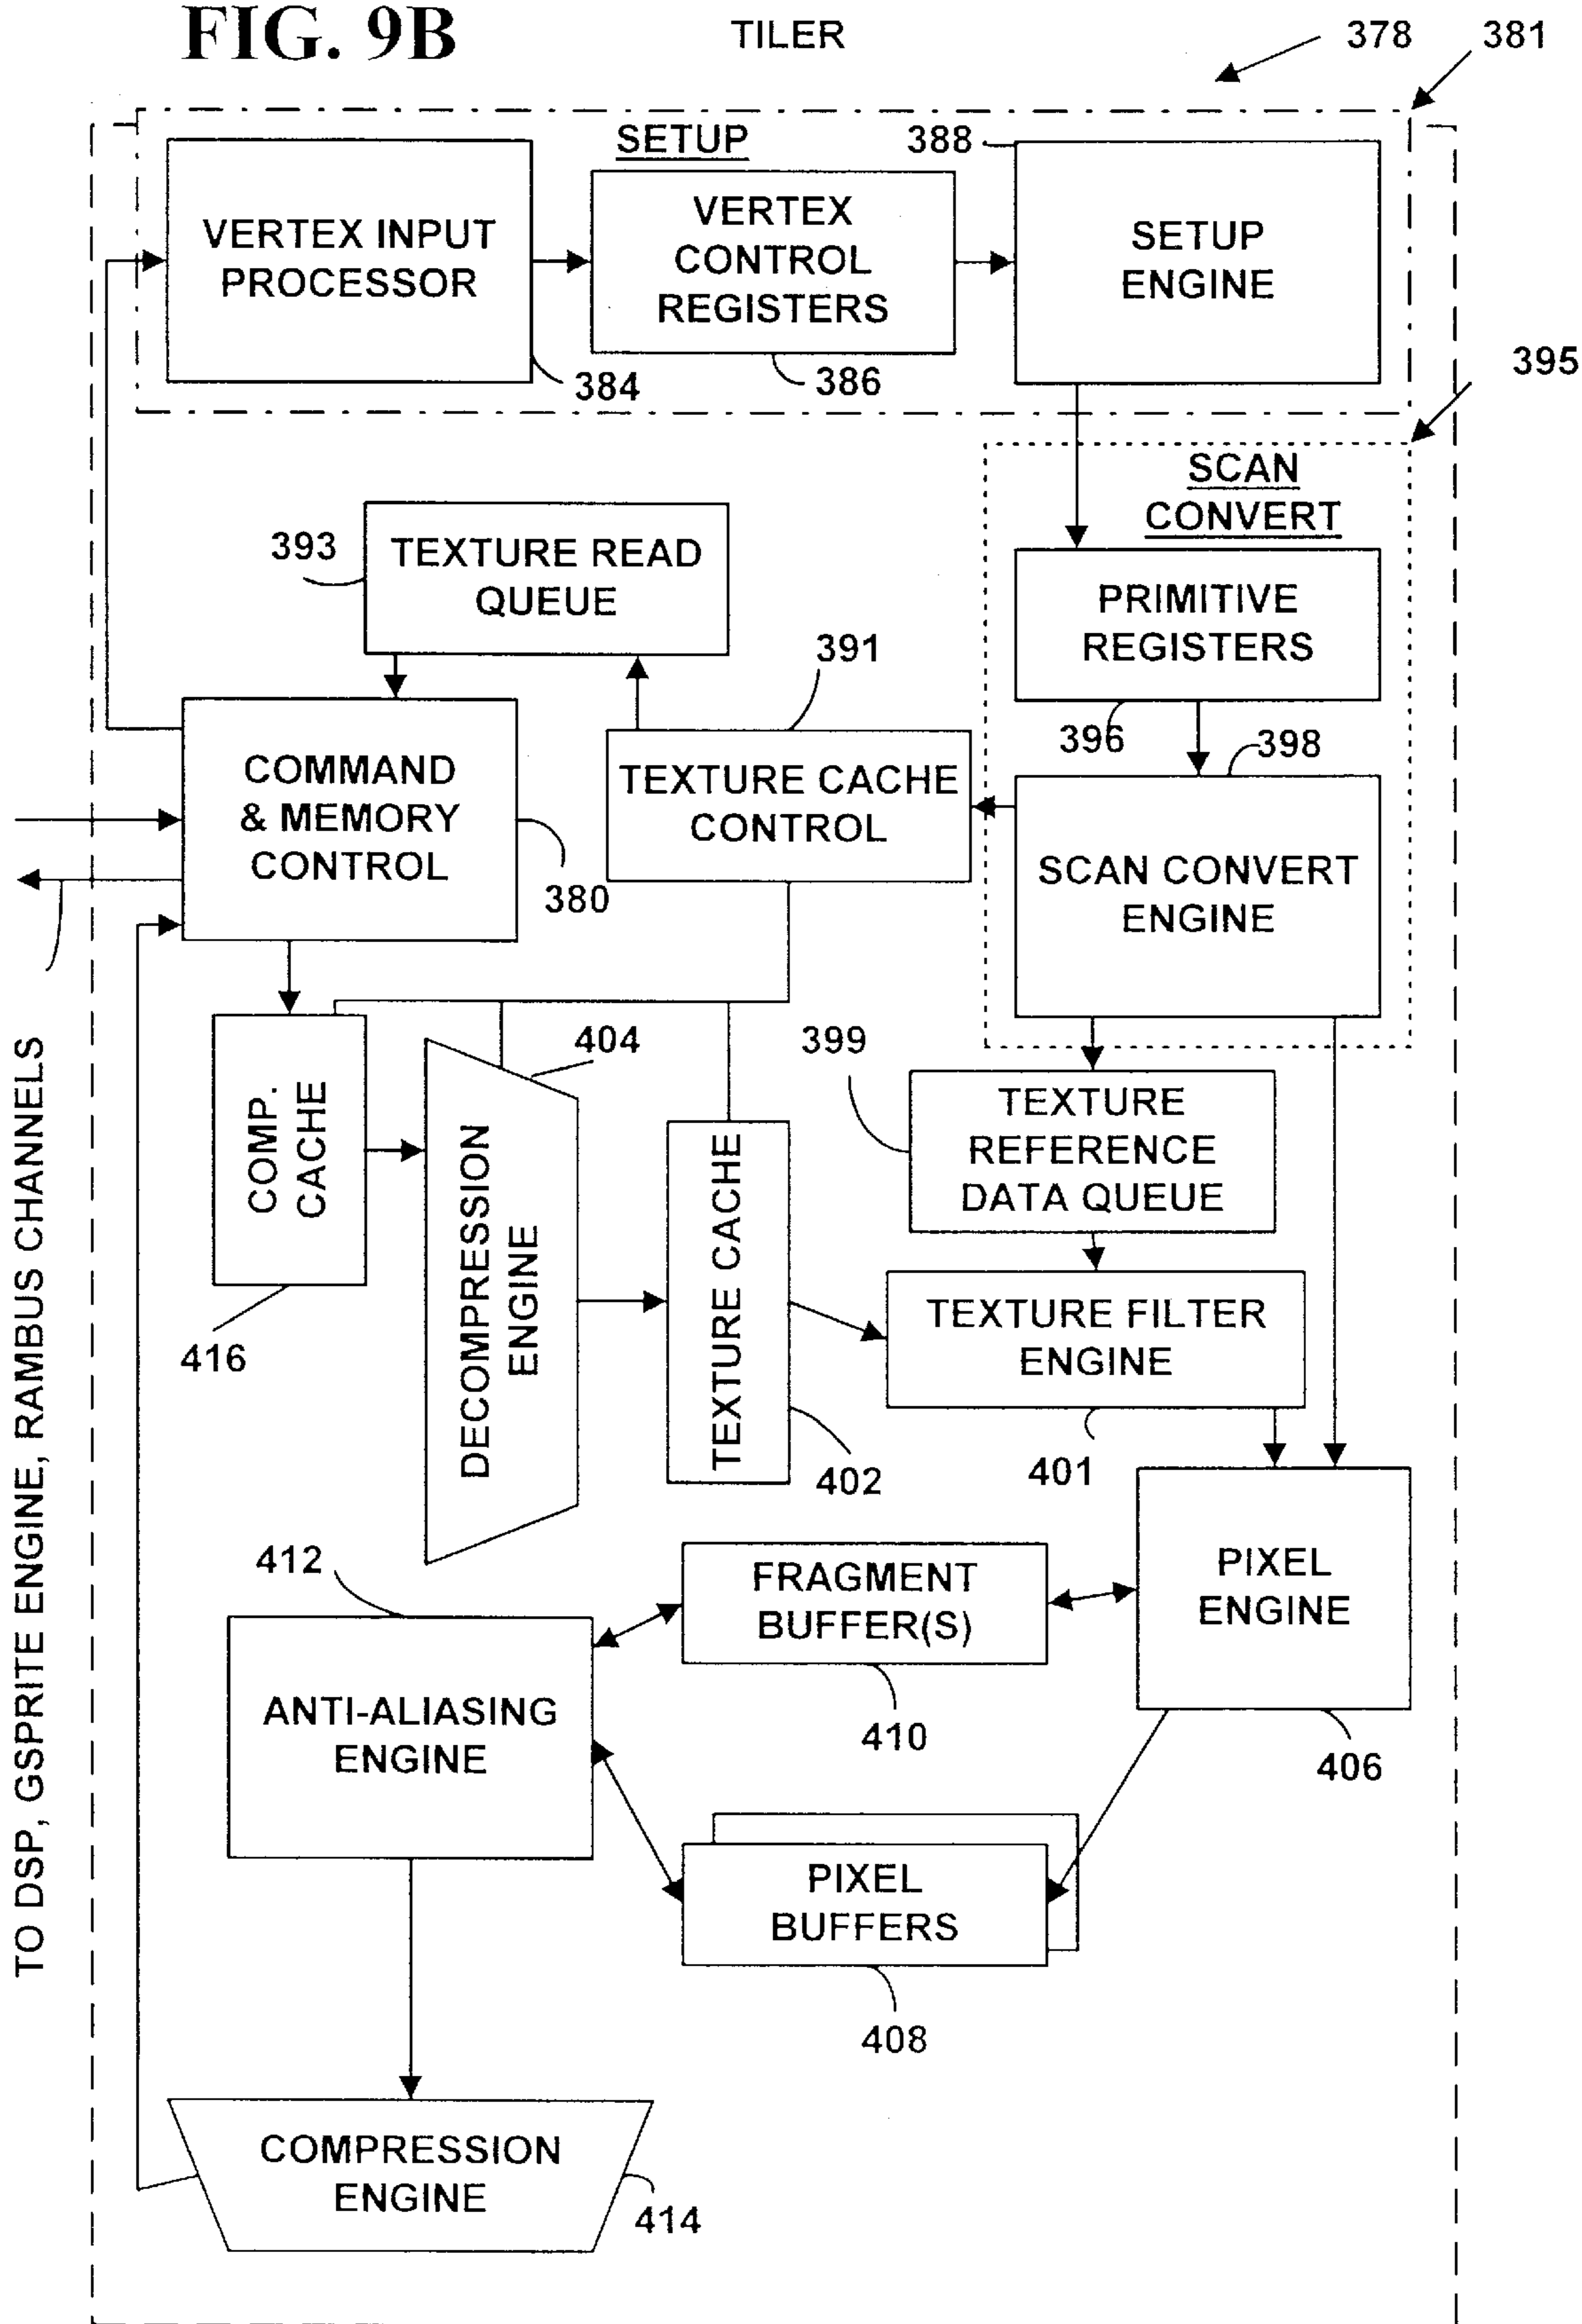 FIG. 9B
TILER
378
381
SETUP
388
VERTEX INPUT
PROCESSOR
VERTEX
CONTROL
REGISTERS
SETUP
ENGINE
384
386
395
SCAN
CONVERT
393
TEXTURE READ
QUEUE
PRIMITIVE
REGISTERS
391
396
398
COMMAND
& MEMORY
CONTROL
TEXTURE CACHE
CONTROL
380
SCAN CONVERT
ENGINE
TO DSP, GSPRITE ENGINE, RAMBUS CHANNELS
COMP.
CACHE
404
399
DECOMPRESSION
ENGINE
TEXTURE CACHE
TEXTURE
REFERENCE
DATA QUEUE
416
TEXTURE FILTER
ENGINE
402
401
412
FRAGMENT
BUFFER(S)
PIXEL
ENGINE
ANTI-ALIASING
ENGINE
410
406
PIXEL
BUFFERS
408
COMPRESSION
ENGINE
414